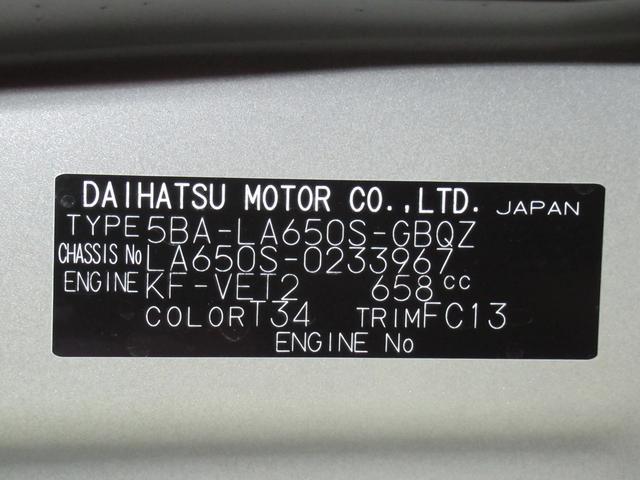 DAIHATSU MOTOR CO.,LTD. JAPAN
TYPE 5BA-LA650S-GBQZ
CHASSIS No LA650S-0233967
ENGINE KF-VET2 658 cc
COLOR T34 TRIM FC13
ENGINE No